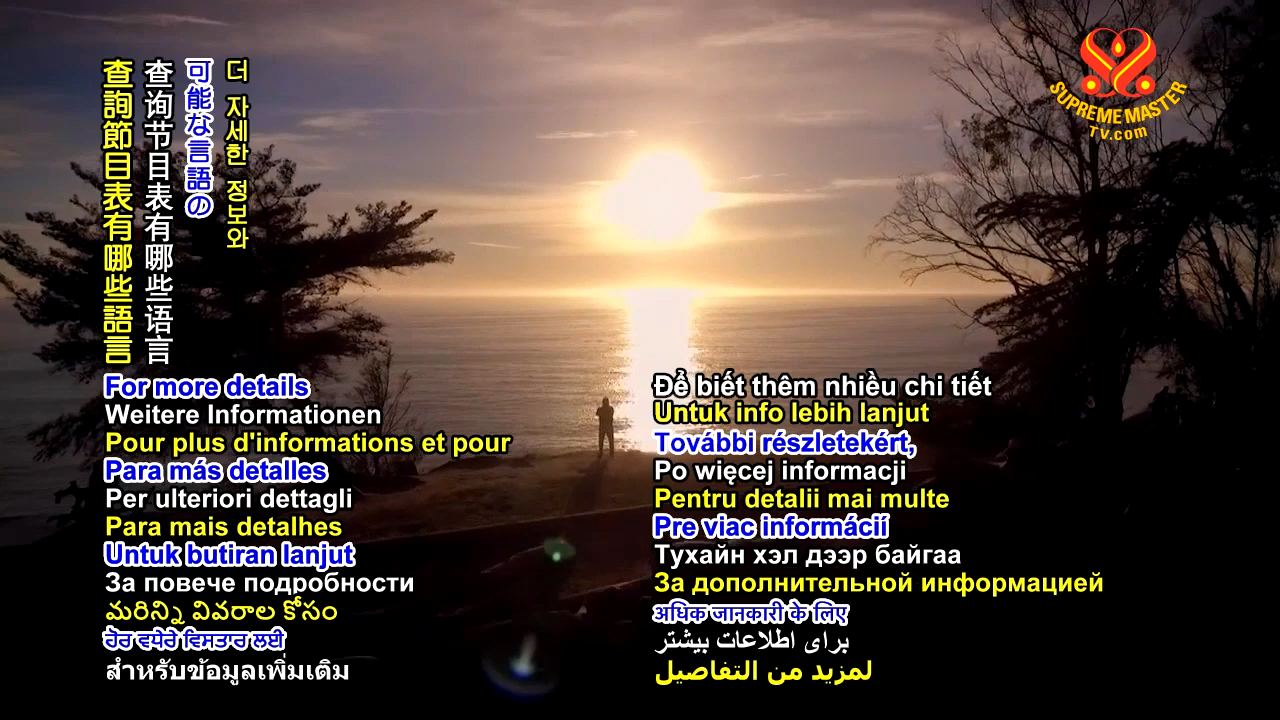 查詢節目表有哪些語言
查询节目表有哪些语言
可能な言語の
더 자세한 정보와
SUPREME MASTER
TV.com
For more details
Weitere Informationen
Pour plus d'informations et pour
Para más detalles
Per ulteriori dettagli
Para mais detalhes
Untuk butiran lanjut
За повече подробности
మరిన్ని వివరాల కోసం
ਹੋਰ ਵਧੇਰੇ ਵਿਸਤਾਰ ਲਈ
สำหรับข้อมูลเพิ่มเติม
Để biết thêm nhiều chi tiết
Untuk info lebih lanjut
További részletekért,
Po więcej informacji
Pentru detalii mai multe
Pre viac informácií
Тухайн хэл дээр байгаа
За дополнительной информацией
अधिक जानकारी के लिए
برای اطلاعات بیشتر
لمزيد من التفاصيل